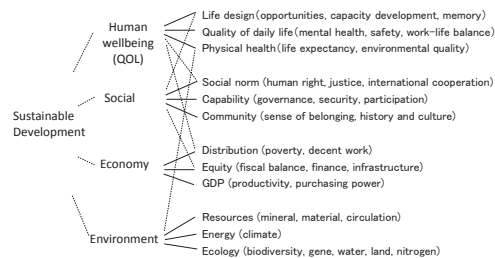 Sustainable
Development
Human
wellbeing
(QOL)
Life design (opportunities, capacity development, memory)
Quality of daily life (mental health, safety, work-life balance)
Physical health (life expectancy, environmental quality)
Social
Social norm (human right, justice, international cooperation)
Capability (governance, security, participation)
Community (sense of belonging, history and culture)
Economy
Distribution (poverty, decent work)
Equity (fiscal balance, finance, infrastructure)
GDP (productivity, purchasing power)
Environment
Resources (mineral, material, circulation)
Energy (climate)
Ecology (biodiversity, gene, water, land, nitrogen)